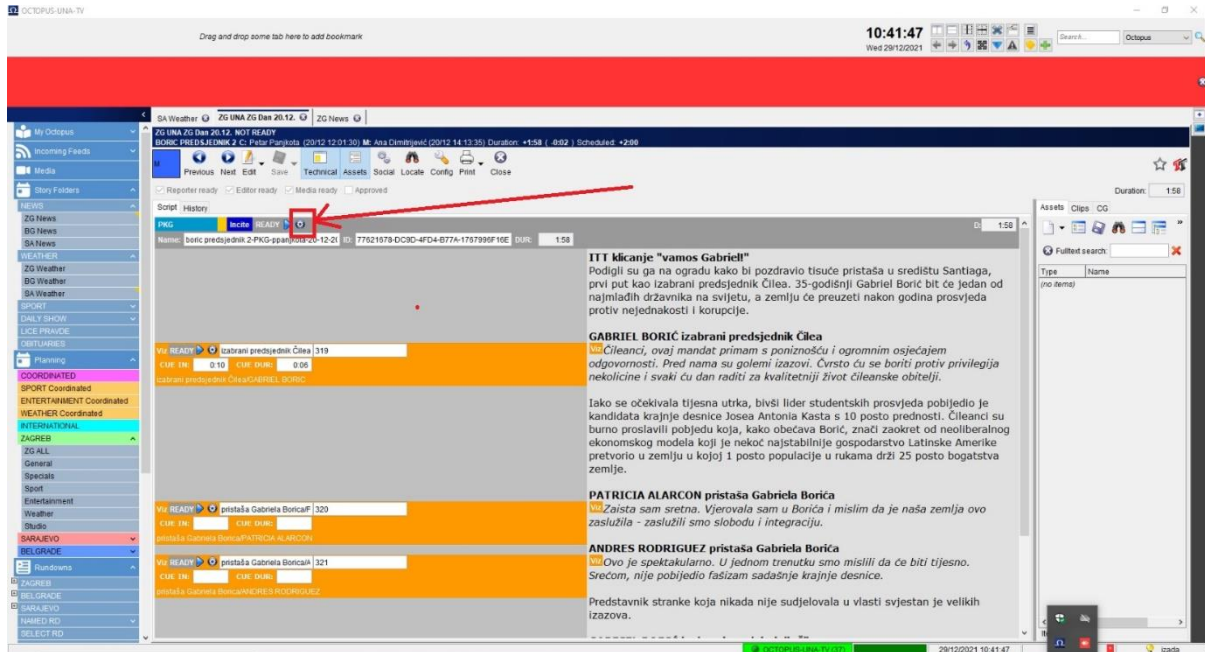 OCTOPUS-UNA-TV
Drag and drop some tab here to add bookmark
10:41:47
Wed 29/12/2021
Search...
Octopus
SA Weather
ZG UNA ZG Dan 20.12.
ZG News
My Octopus
Incoming Feeds
Media
Story Folders
NEWS
ZG News
BG News
SA News
WEATHER
ZG Weather
BG Weather
SA Weather
SPORT
DAILY SHOW
LICE PRAVDE
OBITUARIES
Planning
COORDINATED
SPORT Coordinated
ENTERTAINMENT Coordinated
WEATHER Coordinated
INTERNATIONAL
ZAGREB
ZG ALL
General
Specials
Sport
Entertainment
Weather
Studio
SARAJEVO
BELGRADE
Rundowns
ZAGREB
BELGRADE
SARAJEVO
NAMED RD
SELECT RD
ZG UNA ZG Dan 20.12. NOT READY
BORIC PREDSJEDNIK 2 C: Petar Panjkota (20/12 12:01:30) M: Ana Dimitrijević (20/12 14:13:35) Duration: +1:58 ( -0:02 ) Scheduled: +2:00
M
Previous Next Edit Save Technical Assets Social Locate Config Print Close
Reporter ready Editor ready Media ready Approved
Duration: 1:58
Script History
PKG Incite READY D: 1:58
Name: boric predsjednik 2-PKG-ppanjkota-20-12-2( ID: 77621678-DC9D-4FD4-B77A-1767996F16E DUR: 1:58
Viz READY izabrani predsjednik Čilea 319
CUE IN: 0:10 CUE DUR: 0:06
izabrani predsjednik Čilea/GABRIEL BORIC
Viz READY pristaša Gabriela Borica/F 320
CUE IN: CUE DUR:
pristaša Gabriela Borica/PATRICIA ALARCON
Viz READY pristaša Gabriela Borica/A 321
CUE IN: CUE DUR:
pristaša Gabriela Borica/ANDRES RODRIGUEZ
ITT klicanje "vamos Gabriel!"
Podigli su ga na ogradu kako bi pozdravio tisuće pristaša u središtu Santiaga,
prvi put kao izabrani predsjednik Čilea. 35-godišnji Gabriel Borić bit će jedan od
najmlađih državnika na svijetu, a zemlju će preuzeti nakon godina prosvjeda
protiv nejednakosti i korupcije.
GABRIEL BORIĆ izabrani predsjednik Čilea
Viz Čileanci, ovaj mandat primam s poniznošću i ogromnim osjećajem
odgovornosti. Pred nama su golemi izazovi. Čvrsto ću se boriti protiv privilegija
nekolicine i svaki ću dan raditi za kvalitetniji život čileanske obitelji.
Iako se očekivala tijesna utrka, bivši lider studentskih prosvjeda pobijedio je
kandidata krajnje desnice Josea Antonia Kasta s 10 posto prednosti. Čileanci su
burno proslavili pobjedu koja, kako obećava Borić, znači zaokret od neoliberalnog
ekonomskog modela koji je nekoć najstabilnije gospodarstvo Latinske Amerike
pretvorio u zemlju u kojoj 1 posto populacije u rukama drži 25 posto bogatstva
zemlje.
PATRICIA ALARCON pristaša Gabriela Borića
Viz Zaista sam sretna. Vjerovala sam u Borića i mislim da je naša zemlja ovo
zaslužila - zaslužili smo slobodu i integraciju.
ANDRES RODRIGUEZ pristaša Gabriela Borića
Viz Ovo je spektakularno. U jednom trenutku smo mislili da će biti tijesno.
Srećom, nije pobijedio fašizam sadašnje krajnje desnice.
Predstavnik stranke koja nikada nije sudjelovala u vlasti svjestan je velikih
izazova.
Assets Clips CG
Fulltext search:
Type Name
(no items)
OCTOPUS-UNA-TV (37)
29/12/2021 10:41:47
izada